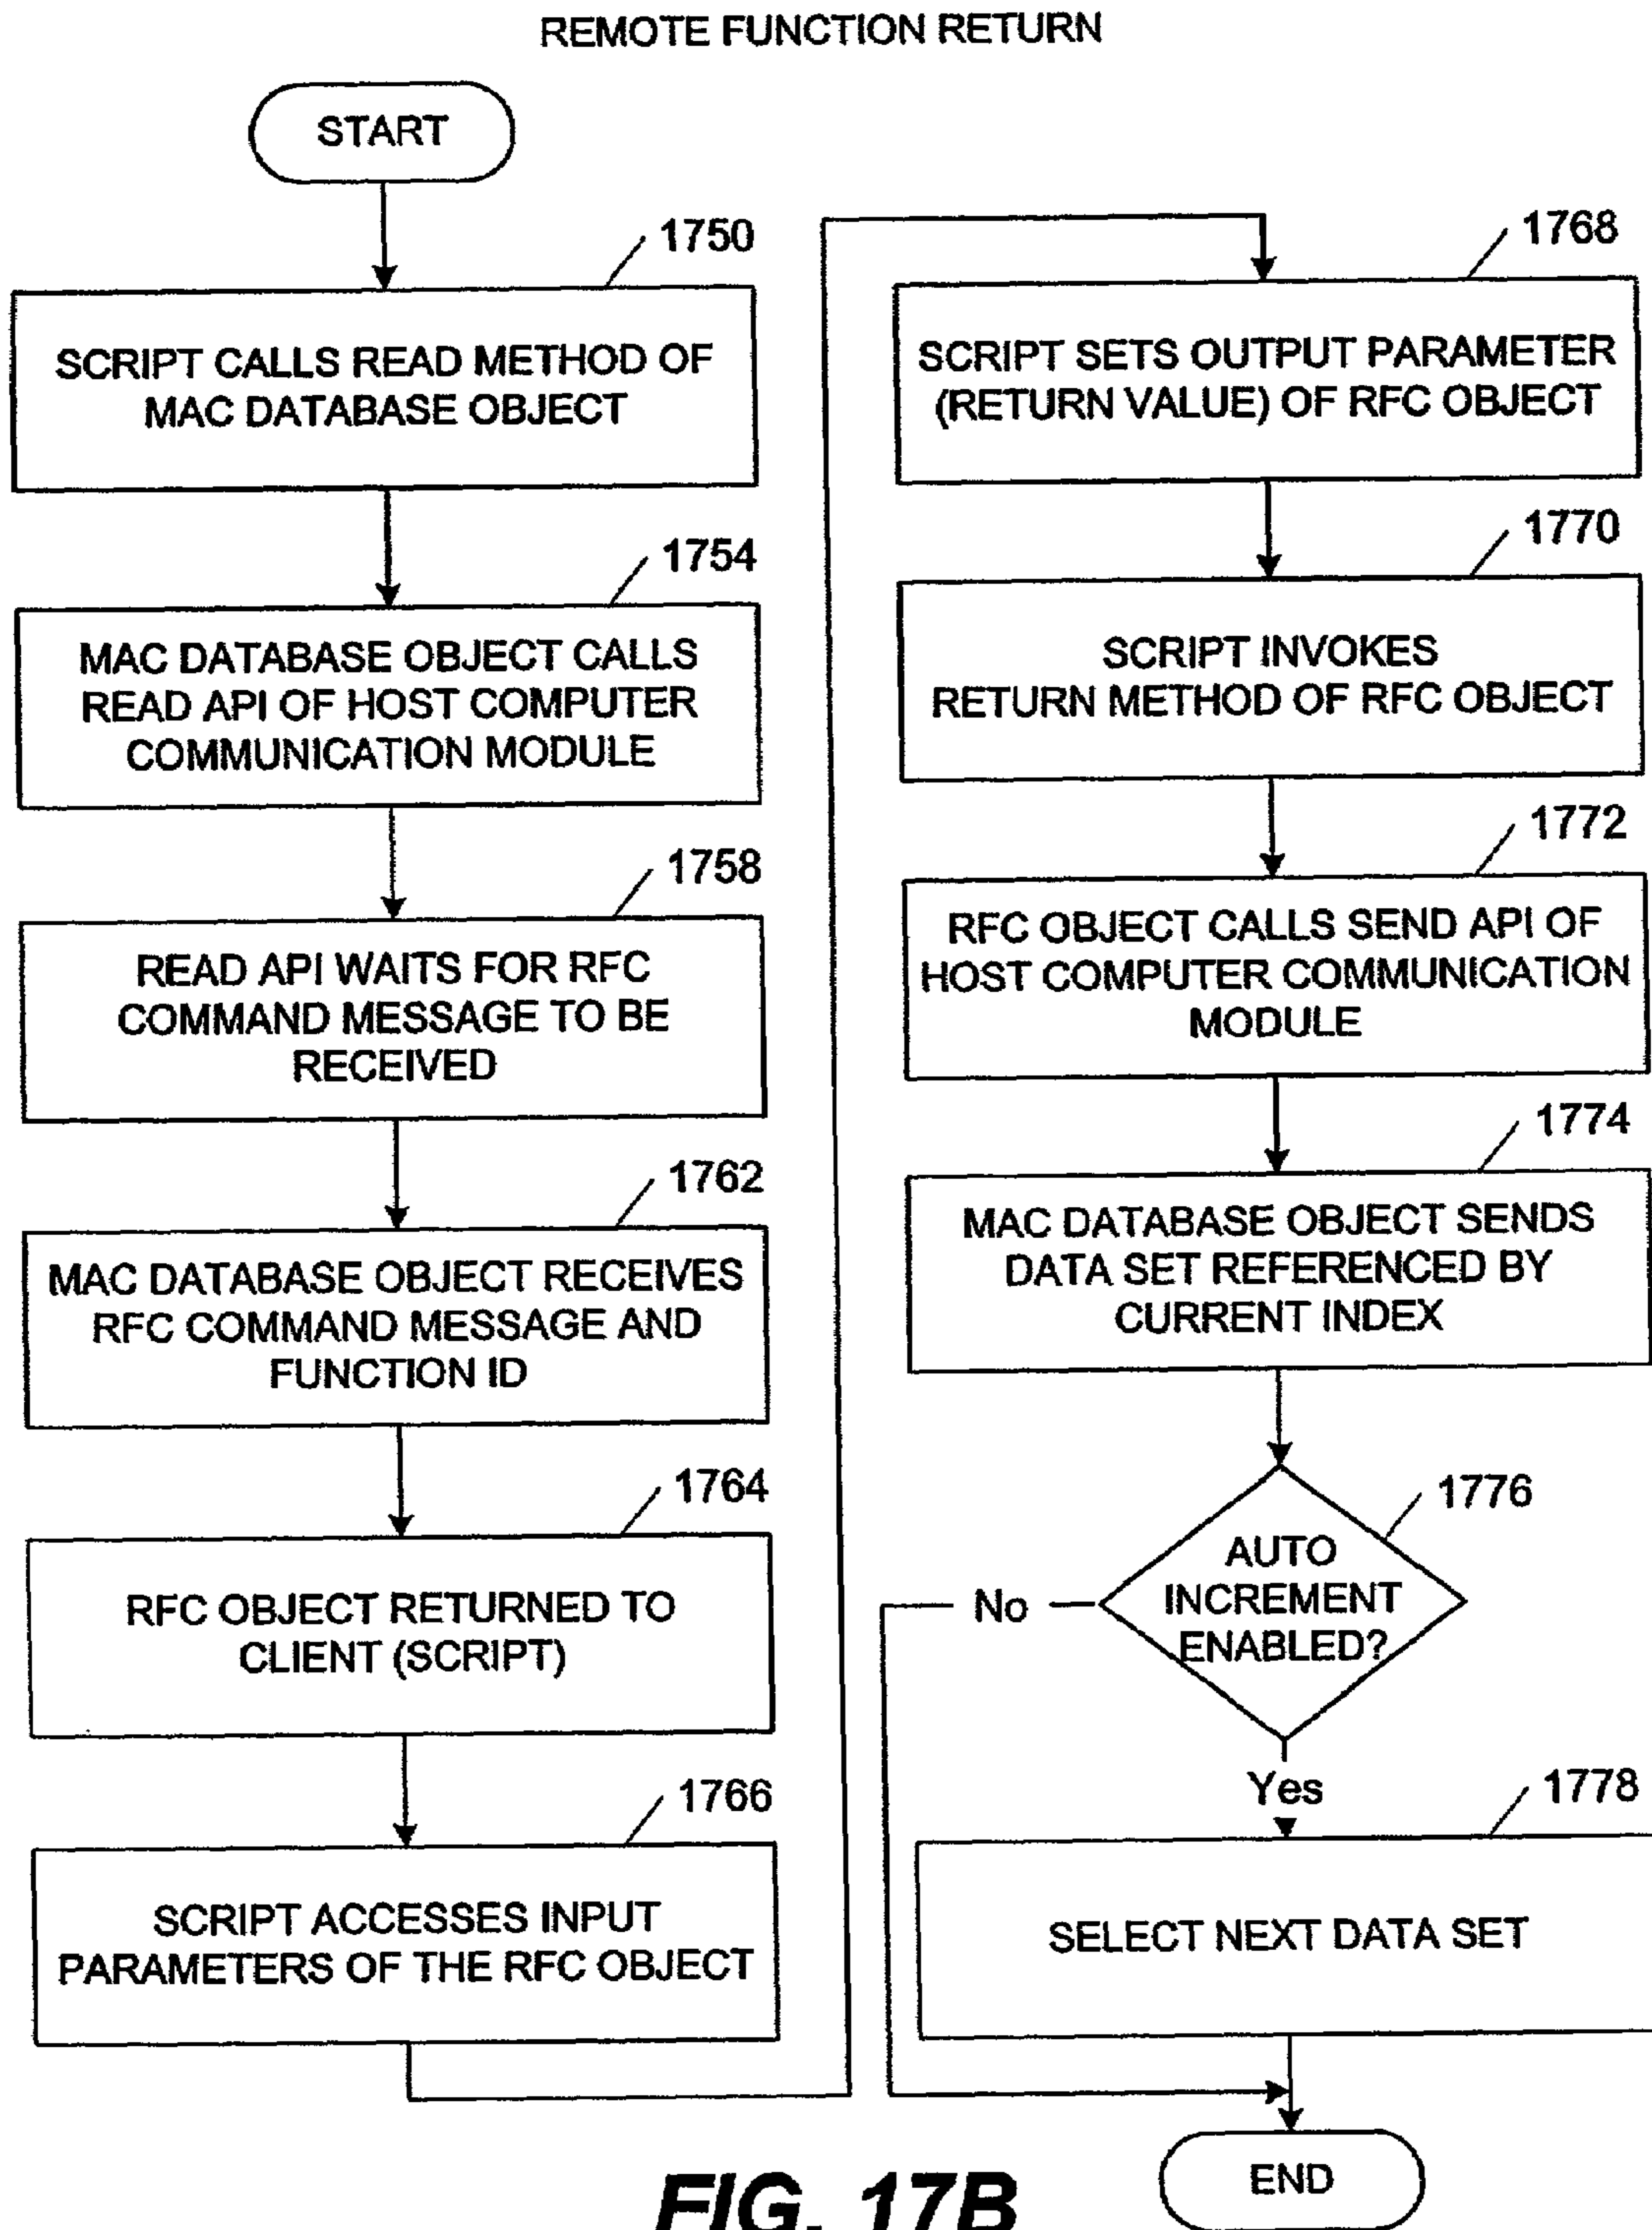 REMOTE FUNCTION RETURN
START
1750
SCRIPT CALLS READ METHOD OF
MAC DATABASE OBJECT
1754
MAC DATABASE OBJECT CALLS
READ API OF HOST COMPUTER
COMMUNICATION MODULE
1758
READ API WAITS FOR RFC
COMMAND MESSAGE TO BE
RECEIVED
1762
MAC DATABASE OBJECT RECEIVES
RFC COMMAND MESSAGE AND
FUNCTION ID
1764
RFC OBJECT RETURNED TO
CLIENT (SCRIPT)
1766
SCRIPT ACCESSES INPUT
PARAMETERS OF THE RFC OBJECT
1768
SCRIPT SETS OUTPUT PARAMETER
(RETURN VALUE) OF RFC OBJECT
1770
SCRIPT INVOKES
RETURN METHOD OF RFC OBJECT
1772
RFC OBJECT CALLS SEND API OF
HOST COMPUTER COMMUNICATION
MODULE
1774
MAC DATABASE OBJECT SENDS
DATA SET REFERENCED BY
CURRENT INDEX
1776
AUTO
INCREMENT
ENABLED?
No
Yes
1778
SELECT NEXT DATA SET
END
FIG. 17B